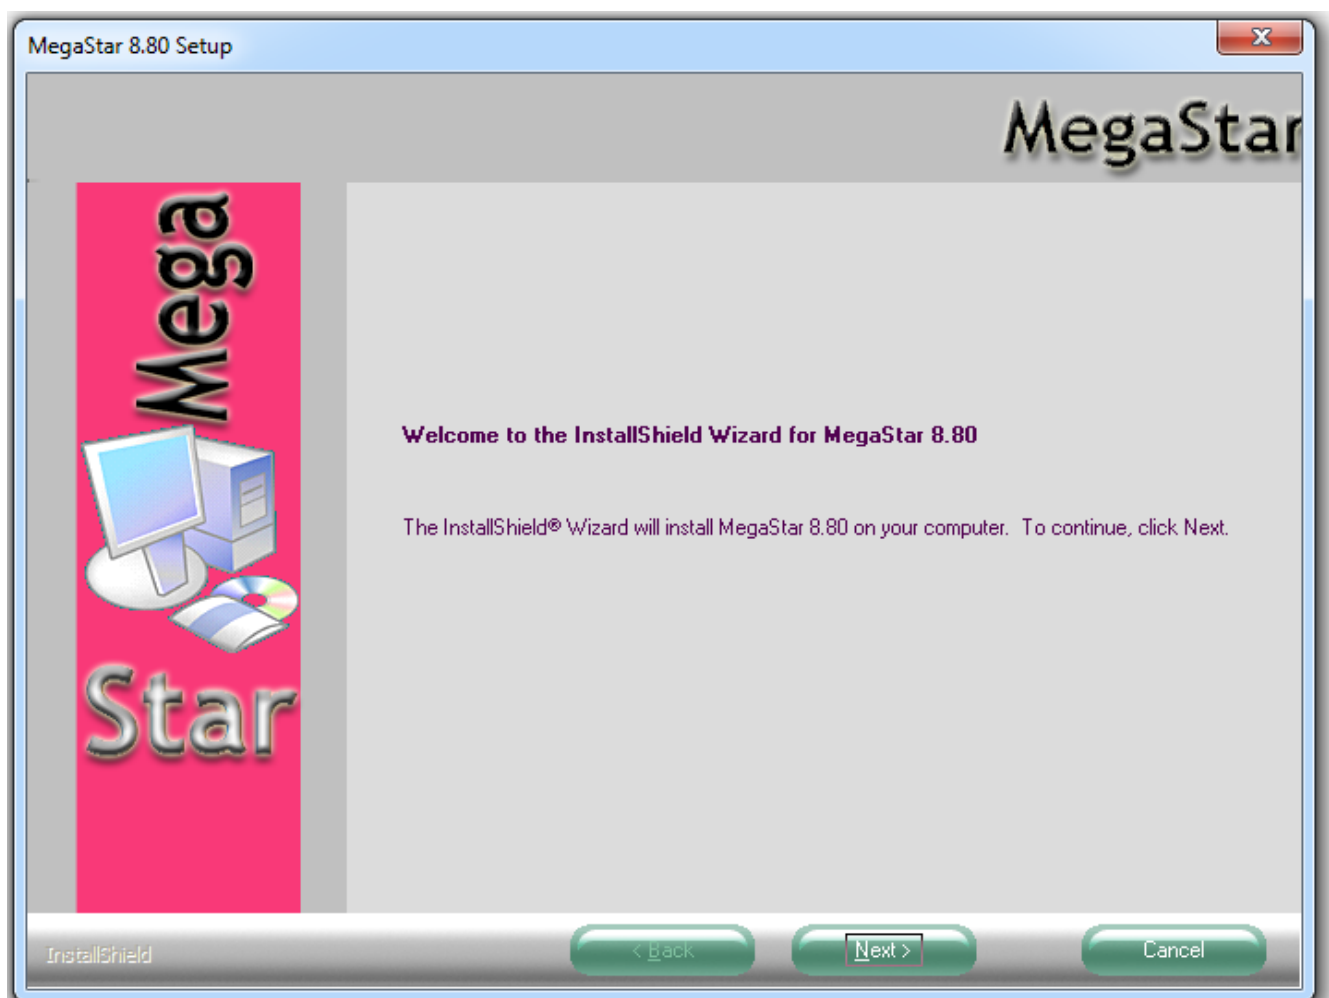 MegaStar 8.80 Setup
MegaStar
Mega
Star
Welcome to the InstallShield Wizard for MegaStar 8.80
The InstallShield® Wizard will install MegaStar 8.80 on your computer. To continue, click Next.
InstallShield
< Back
Next >
Cancel